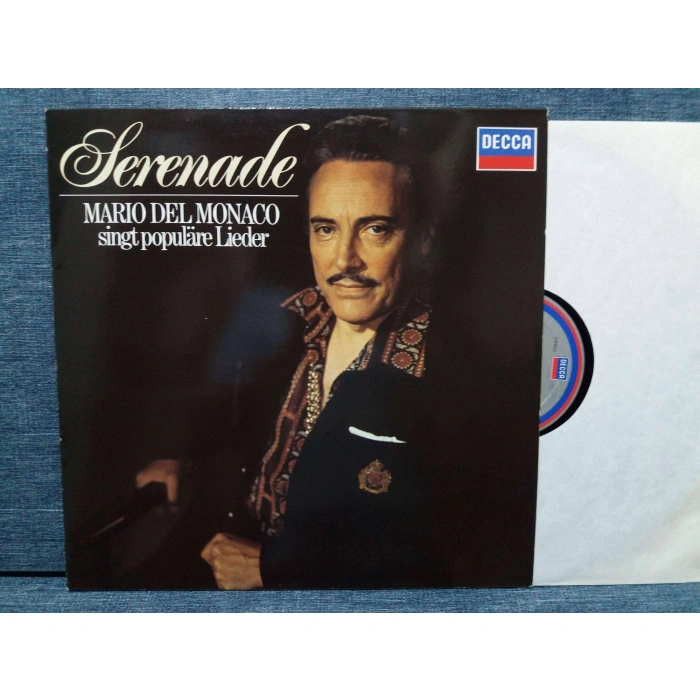 Serenade
MARIO DEL MONACO
singt populäre Lieder
DECCA
DECCA